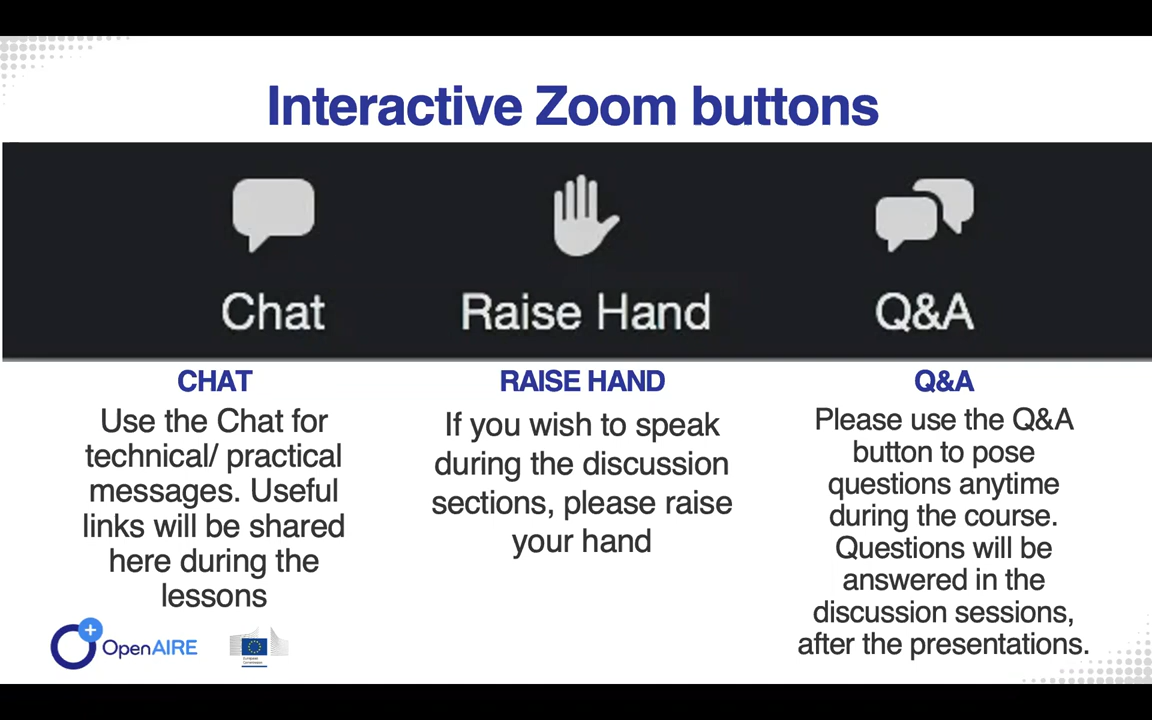 Interactive Zoom buttons
Chat
Raise Hand
Q&A
CHAT
Use the Chat for
technical/ practical
messages. Useful
links will be shared
here during the
lessons
RAISE HAND
If you wish to speak
during the discussion
sections, please raise
your hand
Q&A
Please use the Q&A
button to pose
questions anytime
during the course.
Questions will be
answered in the
discussion sessions,
after the presentations.
OpenAIRE
European
Commission